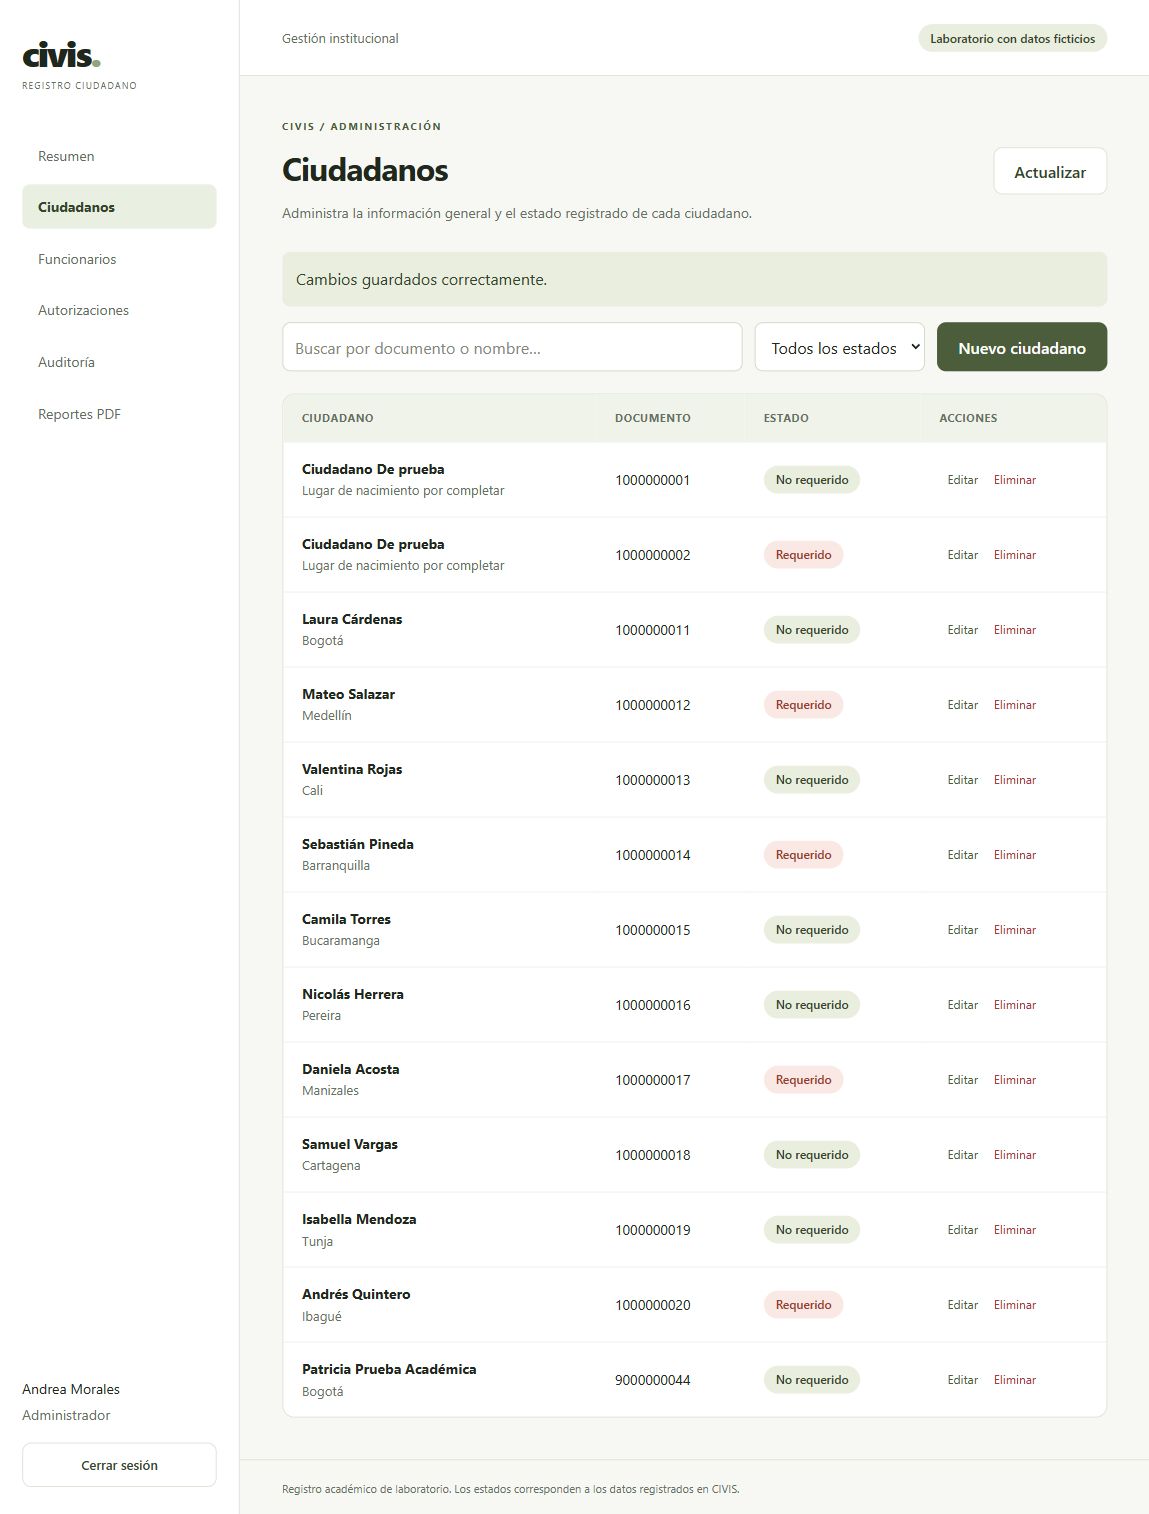 civis.
REGISTRO CIUDADANO
Resumen
Ciudadanos
Funcionarios
Autorizaciones
Auditoría
Reportes PDF
Andrea Morales
Administrador
Cerrar sesión
Gestión institucional
Laboratorio con datos ficticios
CIVIS / ADMINISTRACIÓN
Ciudadanos
Actualizar
Administra la información general y el estado registrado de cada ciudadano.
Cambios guardados correctamente.
Buscar por documento o nombre...
Todos los estados
Nuevo ciudadano
CIUDADANO DOCUMENTO ESTADO ACCIONES
Ciudadano De prueba
Lugar de nacimiento por completar
1000000001 No requerido Editar Eliminar
Ciudadano De prueba
Lugar de nacimiento por completar
1000000002 Requerido Editar Eliminar
Laura Cárdenas
Bogotá
1000000011 No requerido Editar Eliminar
Mateo Salazar
Medellín
1000000012 Requerido Editar Eliminar
Valentina Rojas
Cali
1000000013 No requerido Editar Eliminar
Sebastián Pineda
Barranquilla
1000000014 Requerido Editar Eliminar
Camila Torres
Bucaramanga
1000000015 No requerido Editar Eliminar
Nicolás Herrera
Pereira
1000000016 No requerido Editar Eliminar
Daniela Acosta
Manizales
1000000017 Requerido Editar Eliminar
Samuel Vargas
Cartagena
1000000018 No requerido Editar Eliminar
Isabella Mendoza
Tunja
1000000019 No requerido Editar Eliminar
Andrés Quintero
Ibagué
1000000020 Requerido Editar Eliminar
Patricia Prueba Académica
Bogotá
9000000044 No requerido Editar Eliminar
Registro académico de laboratorio. Los estados corresponden a los datos registrados en CIVIS.